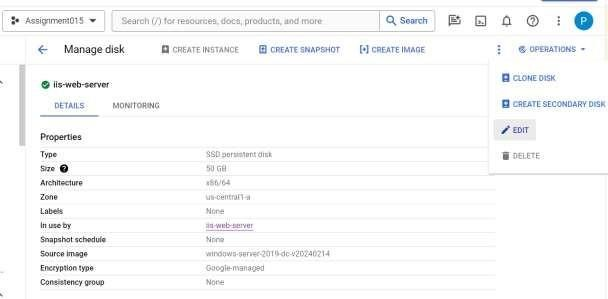 Assignment015
Search (/) for resources, docs, products, and more
Search
P
Manage disk
CREATE INSTANCE
CREATE SNAPSHOT
CREATE IMAGE
OPERATIONS
CLONE DISK
CREATE SECONDARY DISK
EDIT
DELETE
iis-web-server
DETAILS MONITORING
Properties
Type SSD persistent disk
Size 50 GB
Architecture x86/64
Zone us-central1-a
Labels None
In use by iis-web-server
Snapshot schedule None
Source image windows-server-2019-dc-v20240214
Encryption type Google-managed
Consistency group None